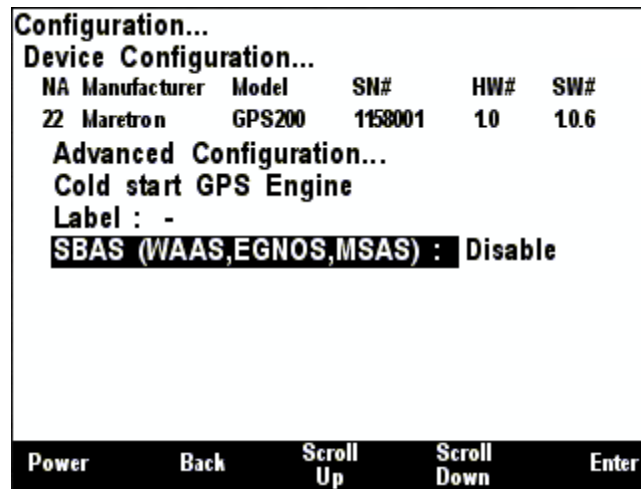 Configuration...
Device Configuration...
NA Manufacturer Model SN# HW# SW#
22 Maretron GPS200 1158001 1.0 1.0.6
Advanced Configuration...
Cold start GPS Engine
Label : -
SBAS (WAAS,EGNOS,MSAS) : Disable
Power Back Scroll Up Scroll Down Enter